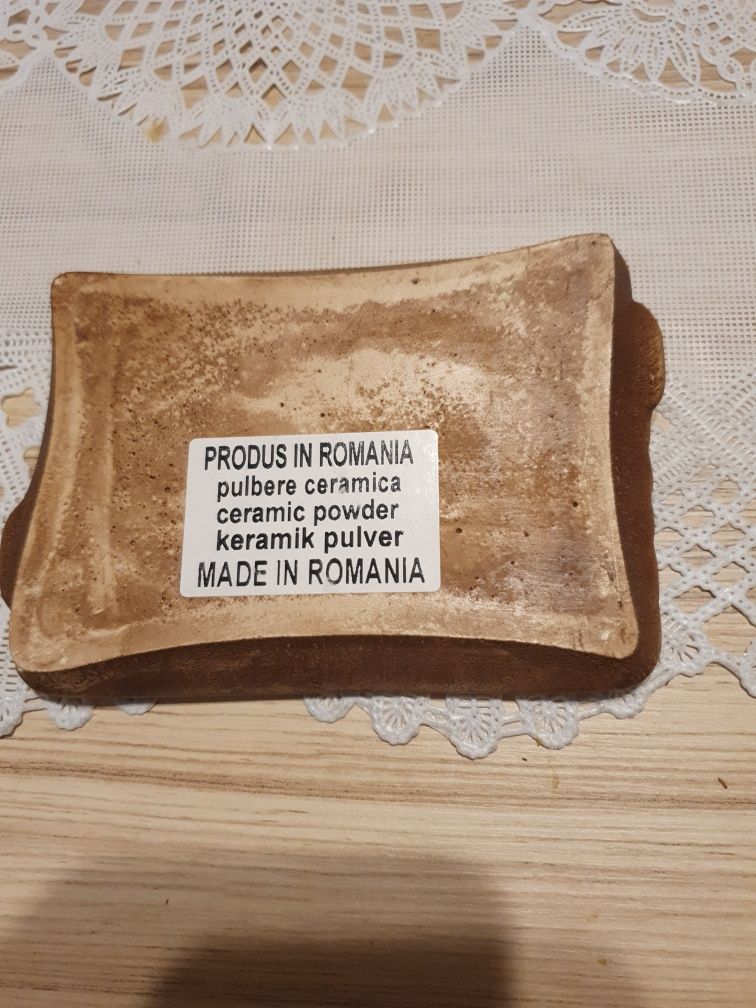 PRODUS IN ROMANIA
pulbere ceramica
ceramic powder
keramik pulver
MADE IN ROMANIA